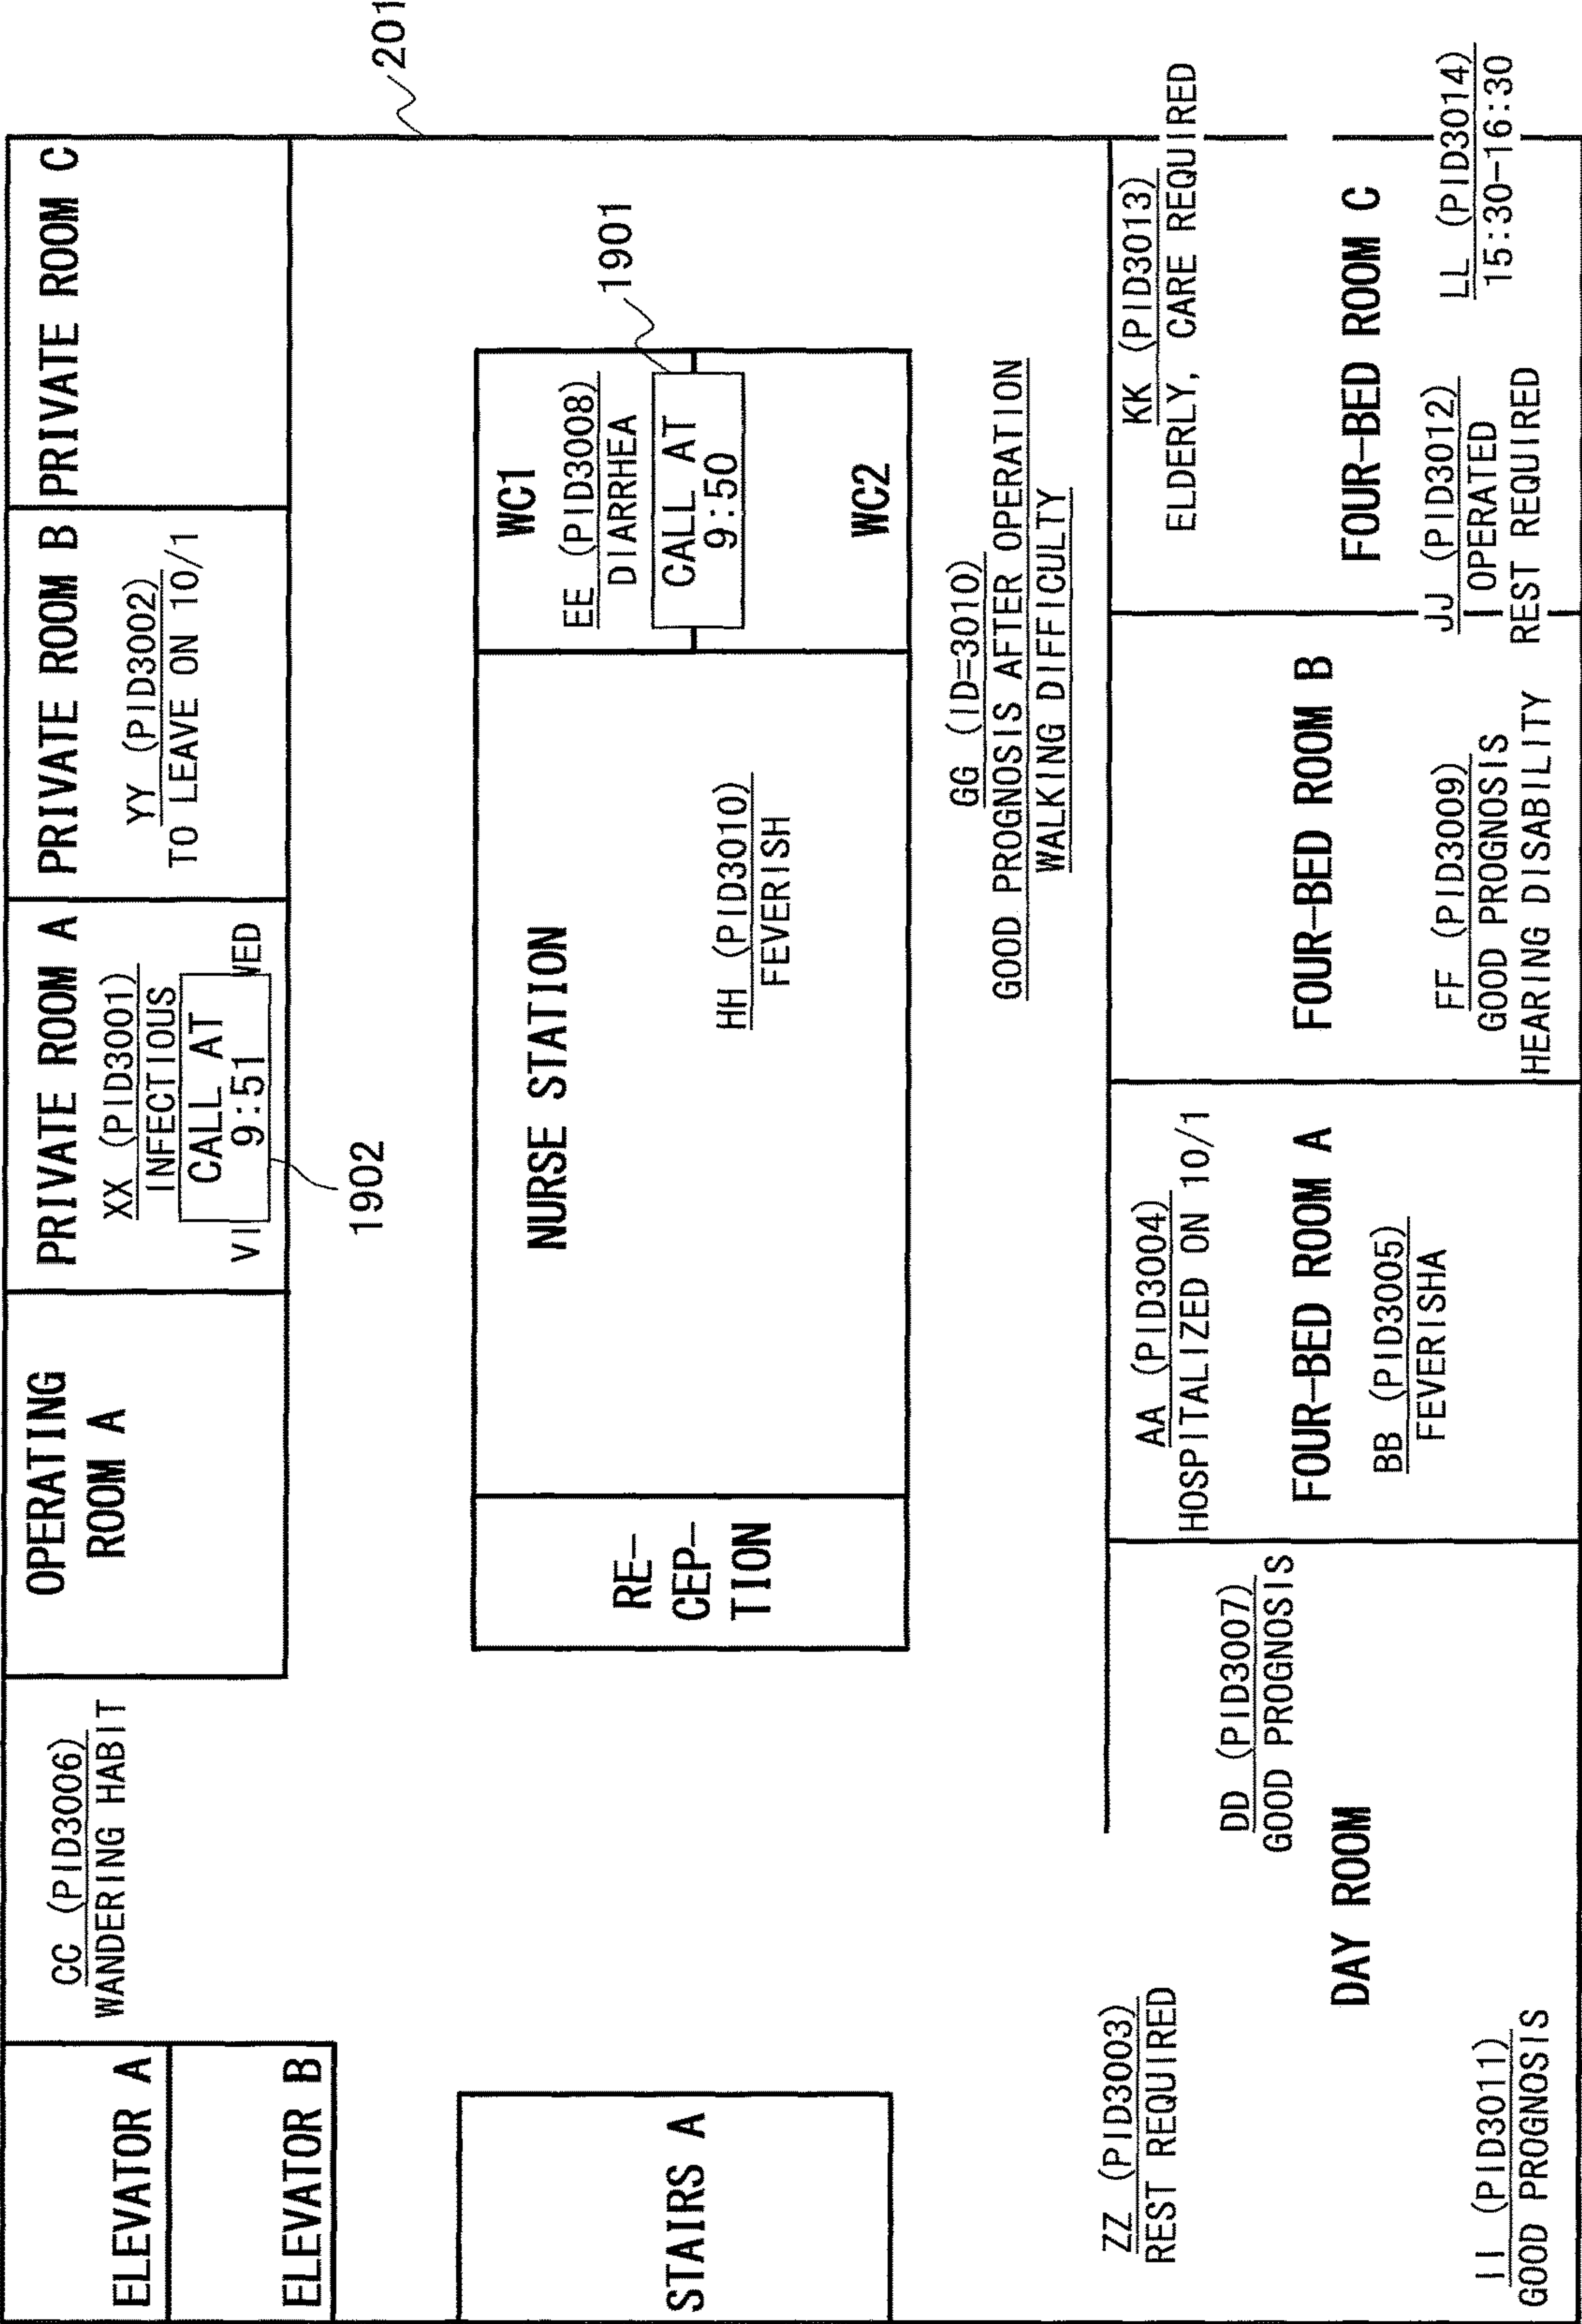 201
ELEVATOR A
ELEVATOR B
CC (PID3006)
WANDERING HABIT
OPERATING
ROOM A
PRIVATE ROOM A
XX (PID3001)
INFECTIOUS
CALL AT
9:51
1902
PRIVATE ROOM B
YY (PID3002)
TO LEAVE ON 10/1
PRIVATE ROOM C
STAIRS A
RE-
CEP-
TION
NURSE STATION
HH (PID3010)
FEVERISH
WC1
EE (PID3008)
DIARRHEA
CALL AT
9:50
WC2
1901
GG (ID=3010)
GOOD PROGNOSIS AFTER OPERATION
WALKING DIFFICULTY
ZZ (PID3003)
REST REQUIRED
DD (PID3007)
GOOD PROGNOSIS
DAY ROOM
II (PID3011)
GOOD PROGNOSIS
AA (PID3004)
HOSPITALIZED ON 10/1
FOUR-BED ROOM A
BB (PID3005)
FEVERISHA
FOUR-BED ROOM B
FF (PID3009)
GOOD PROGNOSIS
HEARING DISABILITY
KK (PID3013)
ELDERLY, CARE REQUIRED
FOUR-BED ROOM C
JJ (PID3012)
OPERATED
REST REQUIRED
LL (PID3014)
15:30-16:30